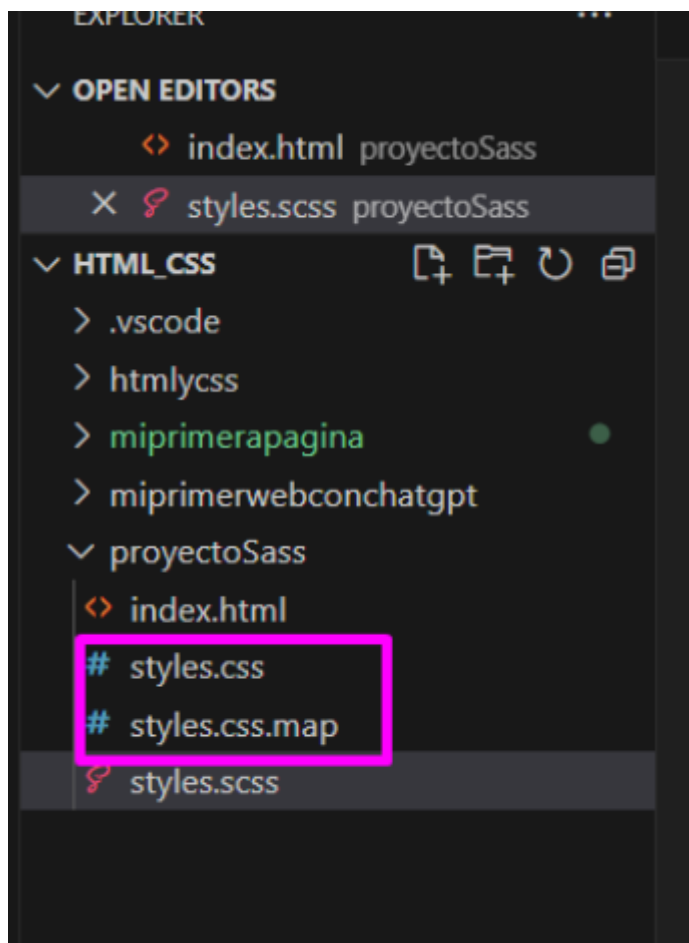 EXPLORER
OPEN EDITORS
index.html proyectoSass
styles.scss proyectoSass
HTML_CSS
.vscode
htmlycss
miprimerapagina
miprimerwebconchatgpt
proyectoSass
index.html
styles.css
styles.css.map
styles.scss